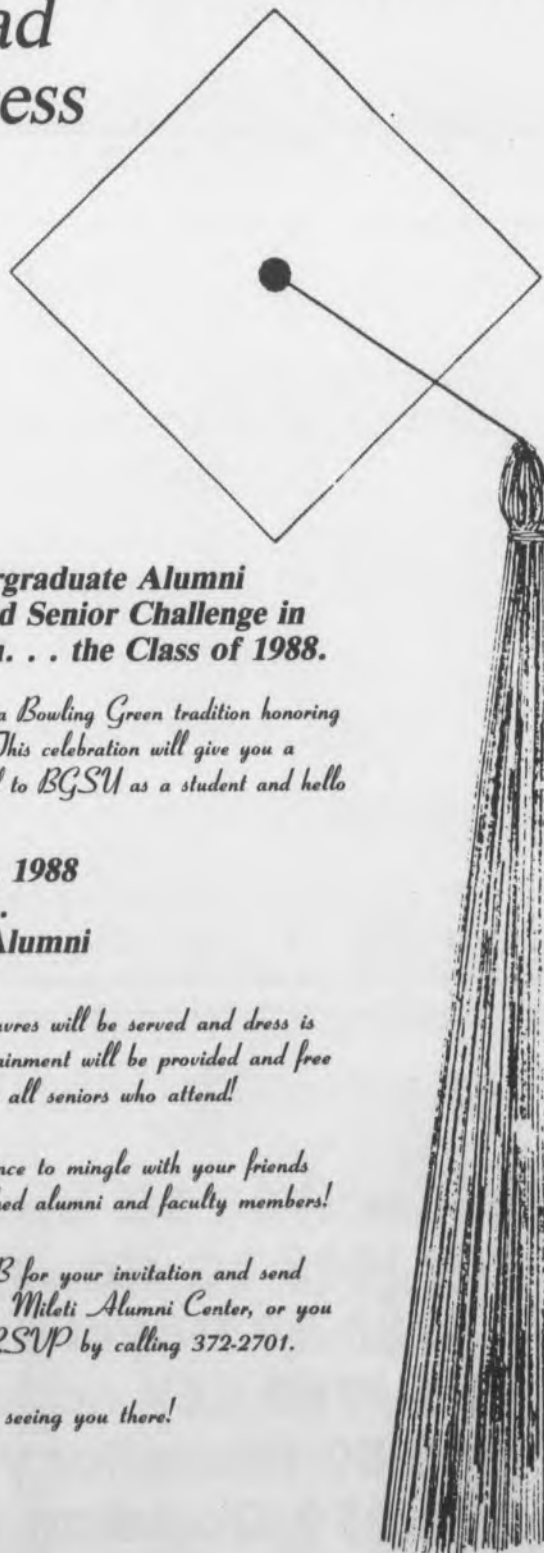 ad
ess
rgraduate Alumni
d Senior Challenge in
. . . the Class of 1988.
a Bowling Green tradition honoring
This celebration will give you a
to BGSU as a student and hello
1988
.
Alumni
vres will be served and dress is
ainment will be provided and free
all seniors who attend!
nce to mingle with your friends
ed alumni and faculty members!
B for your invitation and send
Mileti Alumni Center, or you
RSVP by calling 372-2701.
seeing you there!